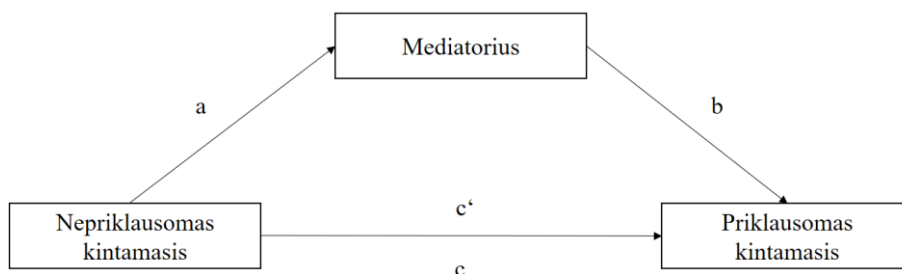 Mediatorius
a
b
Nepriklausomas
kintamasis
c‘
Priklausomas
kintamasis
c